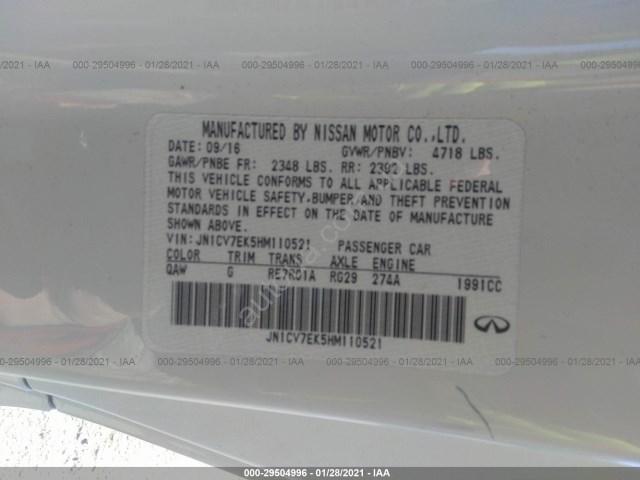 000-29504996 - 01/28/2021 - IAA
MANUFACTURED BY NISSAN MOTOR CO.,LTD.
DATE: 09/16 GVWR/PNBV: 4718 LBS.
GAWR/PNBE FR: 2348 LBS. RR: 2392 LBS.
THIS VEHICLE CONFORMS TO ALL APPLICABLE FEDERAL
MOTOR VEHICLE SAFETY,BUMPER,AND THEFT PREVENTION
STANDARDS IN EFFECT ON THE DATE OF MANUFACTURE
SHOWN ABOVE.
VIN: JN1CV7EK5HM110521 PASSENGER CAR
COLOR TRIM TRANS AXLE ENGINE
QAW G RE7R01A RG29 274A 1991CC
JN1CV7EK5HM110521
INFINITI
000-29504996 - 01/28/2021 - IAA